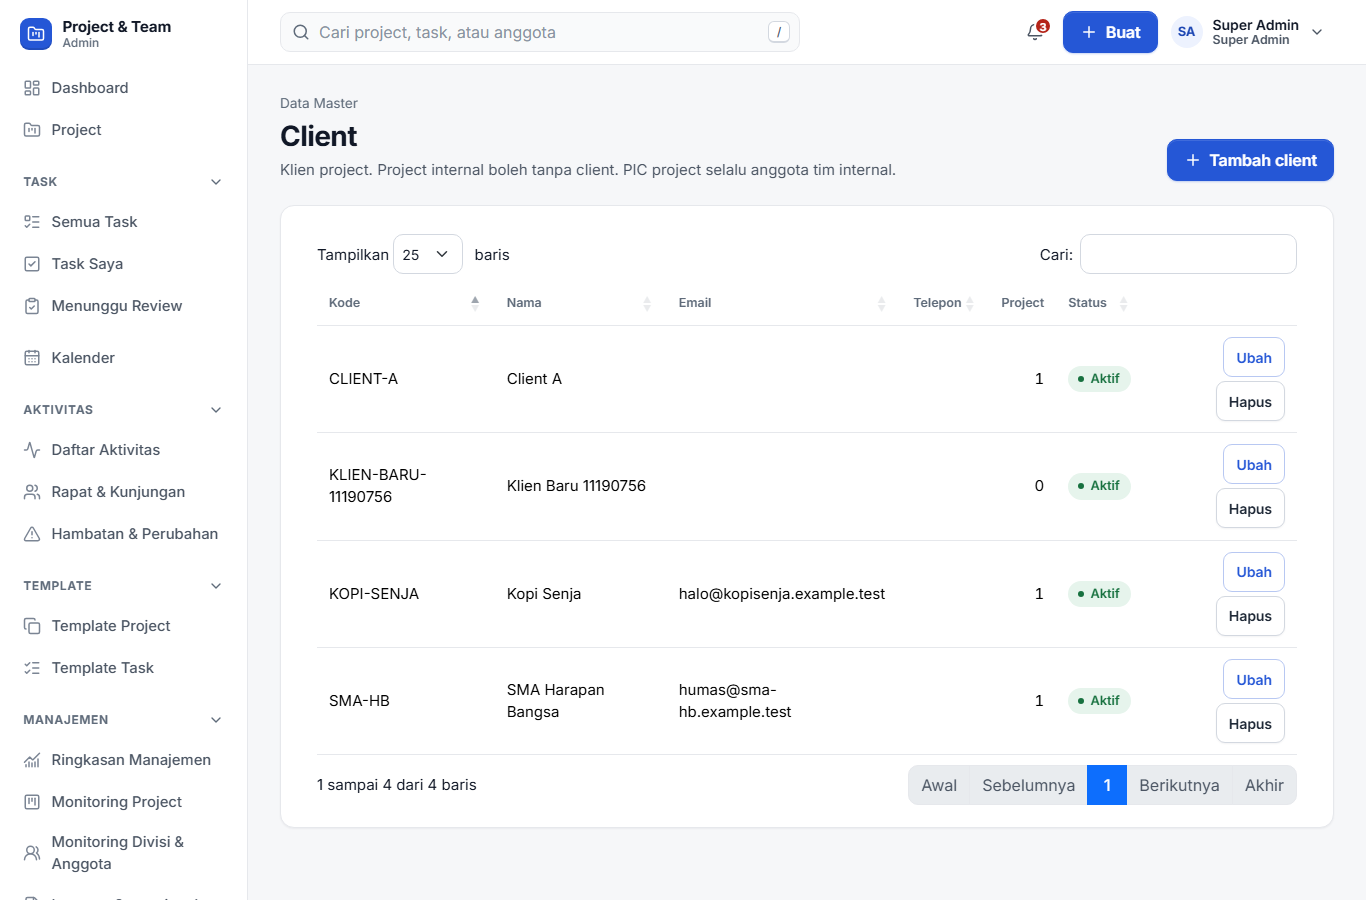 Project & Team
Admin
Dashboard
Project
TASK
Semua Task
Task Saya
Menunggu Review
Kalender
AKTIVITAS
Daftar Aktivitas
Rapat & Kunjungan
Hambatan & Perubahan
TEMPLATE
Template Project
Template Task
MANAJEMEN
Ringkasan Manajemen
Monitoring Project
Monitoring Divisi &
Anggota
Cari project, task, atau anggota
/
3
+ Buat
SA
Super Admin
Super Admin
Data Master
Client
Klien project. Project internal boleh tanpa client. PIC project selalu anggota tim internal.
+ Tambah client
Tampilkan 25 baris
Cari:
Kode Nama Email Telepon Project Status
CLIENT-A Client A 1 Aktif
Ubah
Hapus
KLIEN-BARU-
11190756
Klien Baru 11190756 0 Aktif
Ubah
Hapus
KOPI-SENJA Kopi Senja halo@kopisenja.example.test 1 Aktif
Ubah
Hapus
SMA-HB
SMA Harapan
Bangsa
humas@sma-
hb.example.test
1 Aktif
Ubah
Hapus
1 sampai 4 dari 4 baris
Awal Sebelumnya 1 Berikutnya Akhir